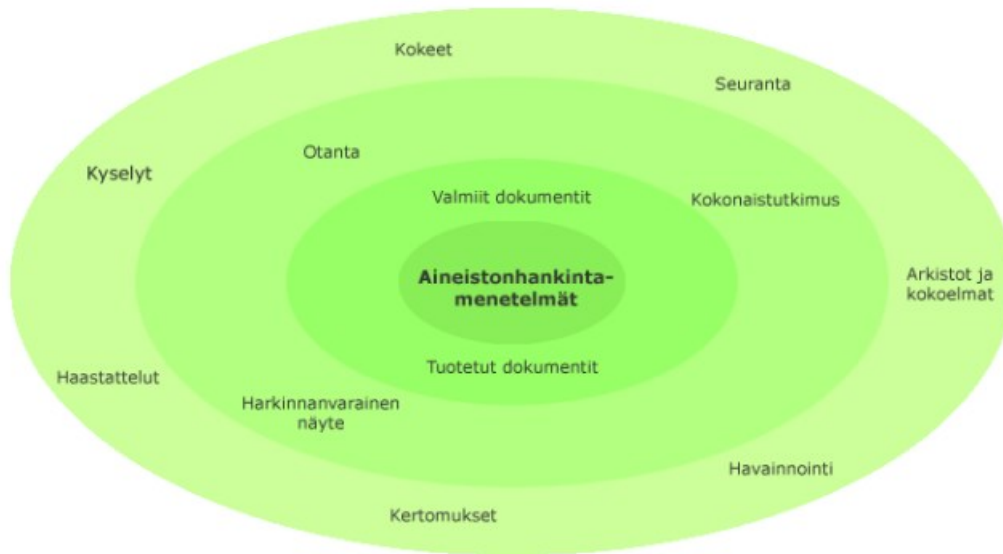 Kokeet
Seuranta
Otanta
Kyselyt
Valmiit dokumentit
Kokonaistutkimus
Aineistonhankinta-
menetelmät
Arkistot ja
kokoelmat
Tuotetut dokumentit
Haastattelut
Harkinnanvarainen
näyte
Havainnointi
Kertomukset